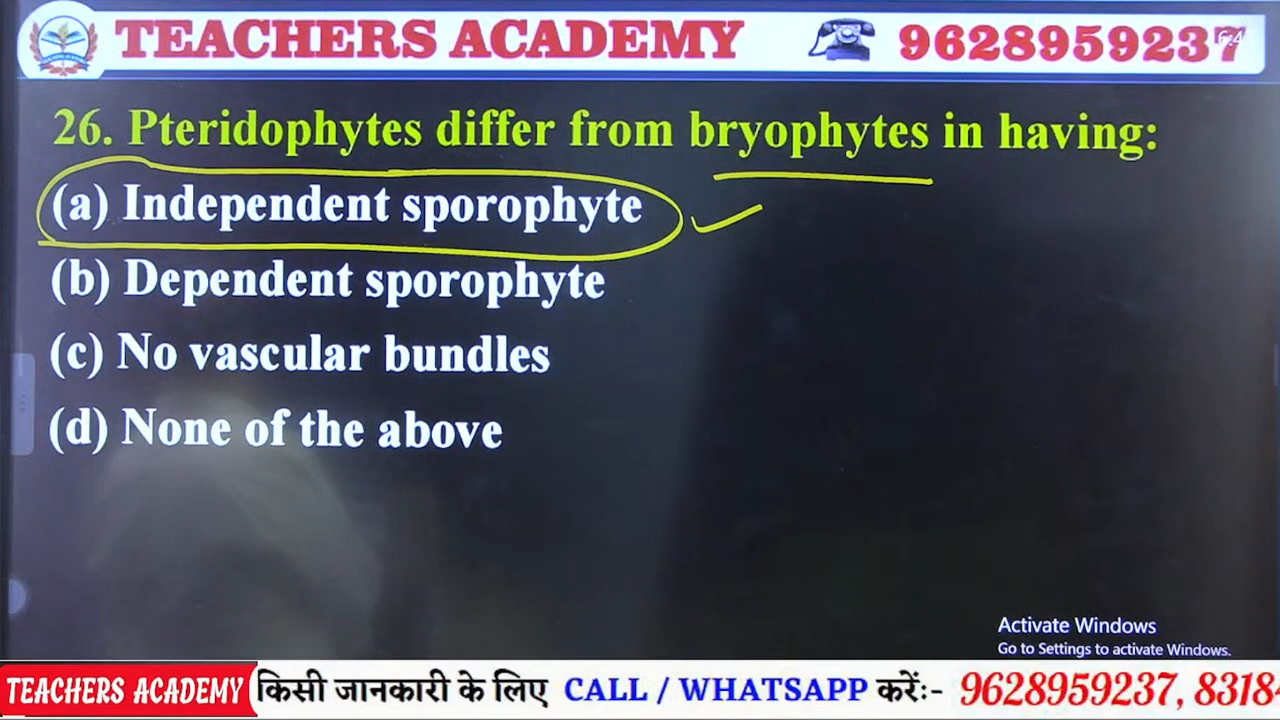 TEACHERS ACADEMY
9628959237
26. Pteridophytes differ from bryophytes in having:
(a) Independent sporophyte
(b) Dependent sporophyte
(c) No vascular bundles
(d) None of the above
Activate Windows
Go to Settings to activate Windows.
TEACHERS ACADEMY किसी जानकारी के लिए CALL / WHATSAPP करेंः- 9628959237, 8318